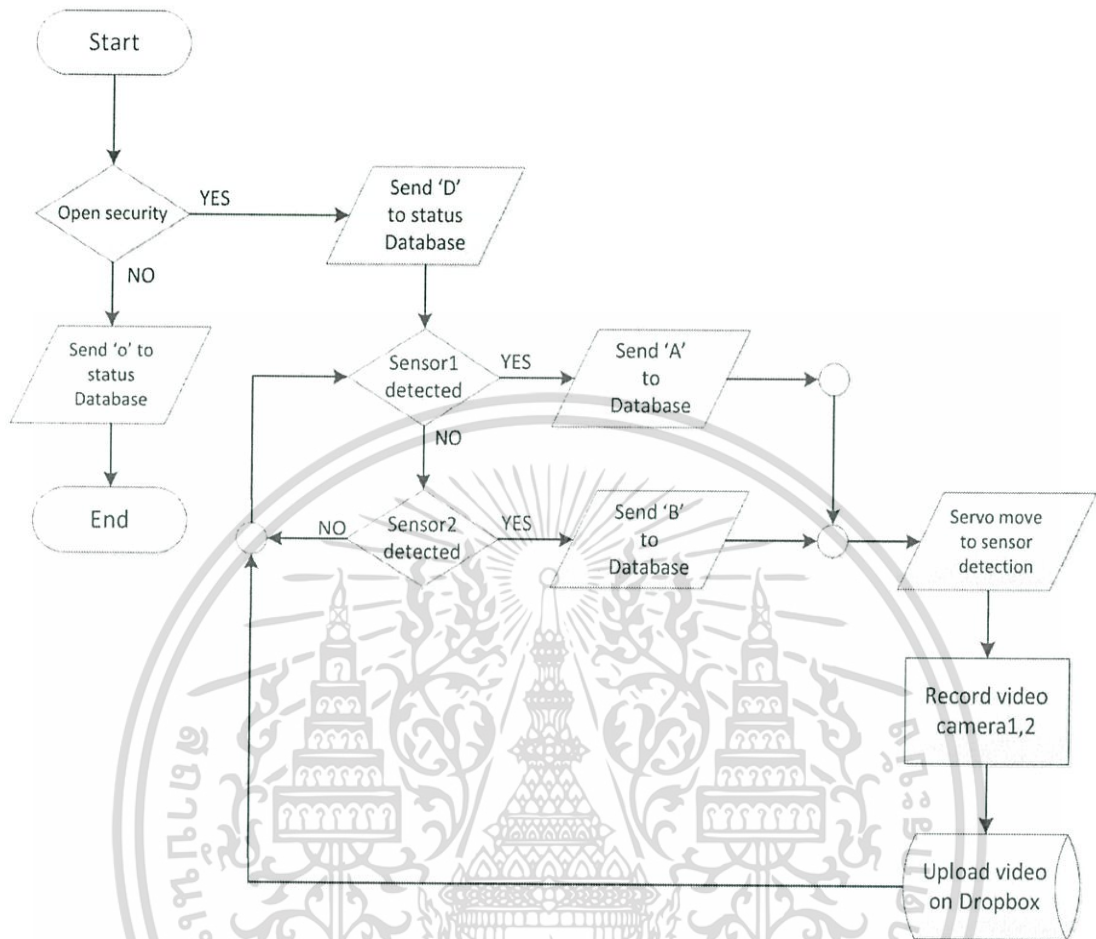 Start
Open security
YES
NO
Send 'D'
to status
Database
Send 'o' to
status
Database
End
Sensor1
detected
YES
NO
Send 'A'
to
Database
Sensor2
detected
NO
YES
Send 'B'
to
Database
Servo move
to sensor
detection
Record video
camera1,2
Upload video
on Dropbox